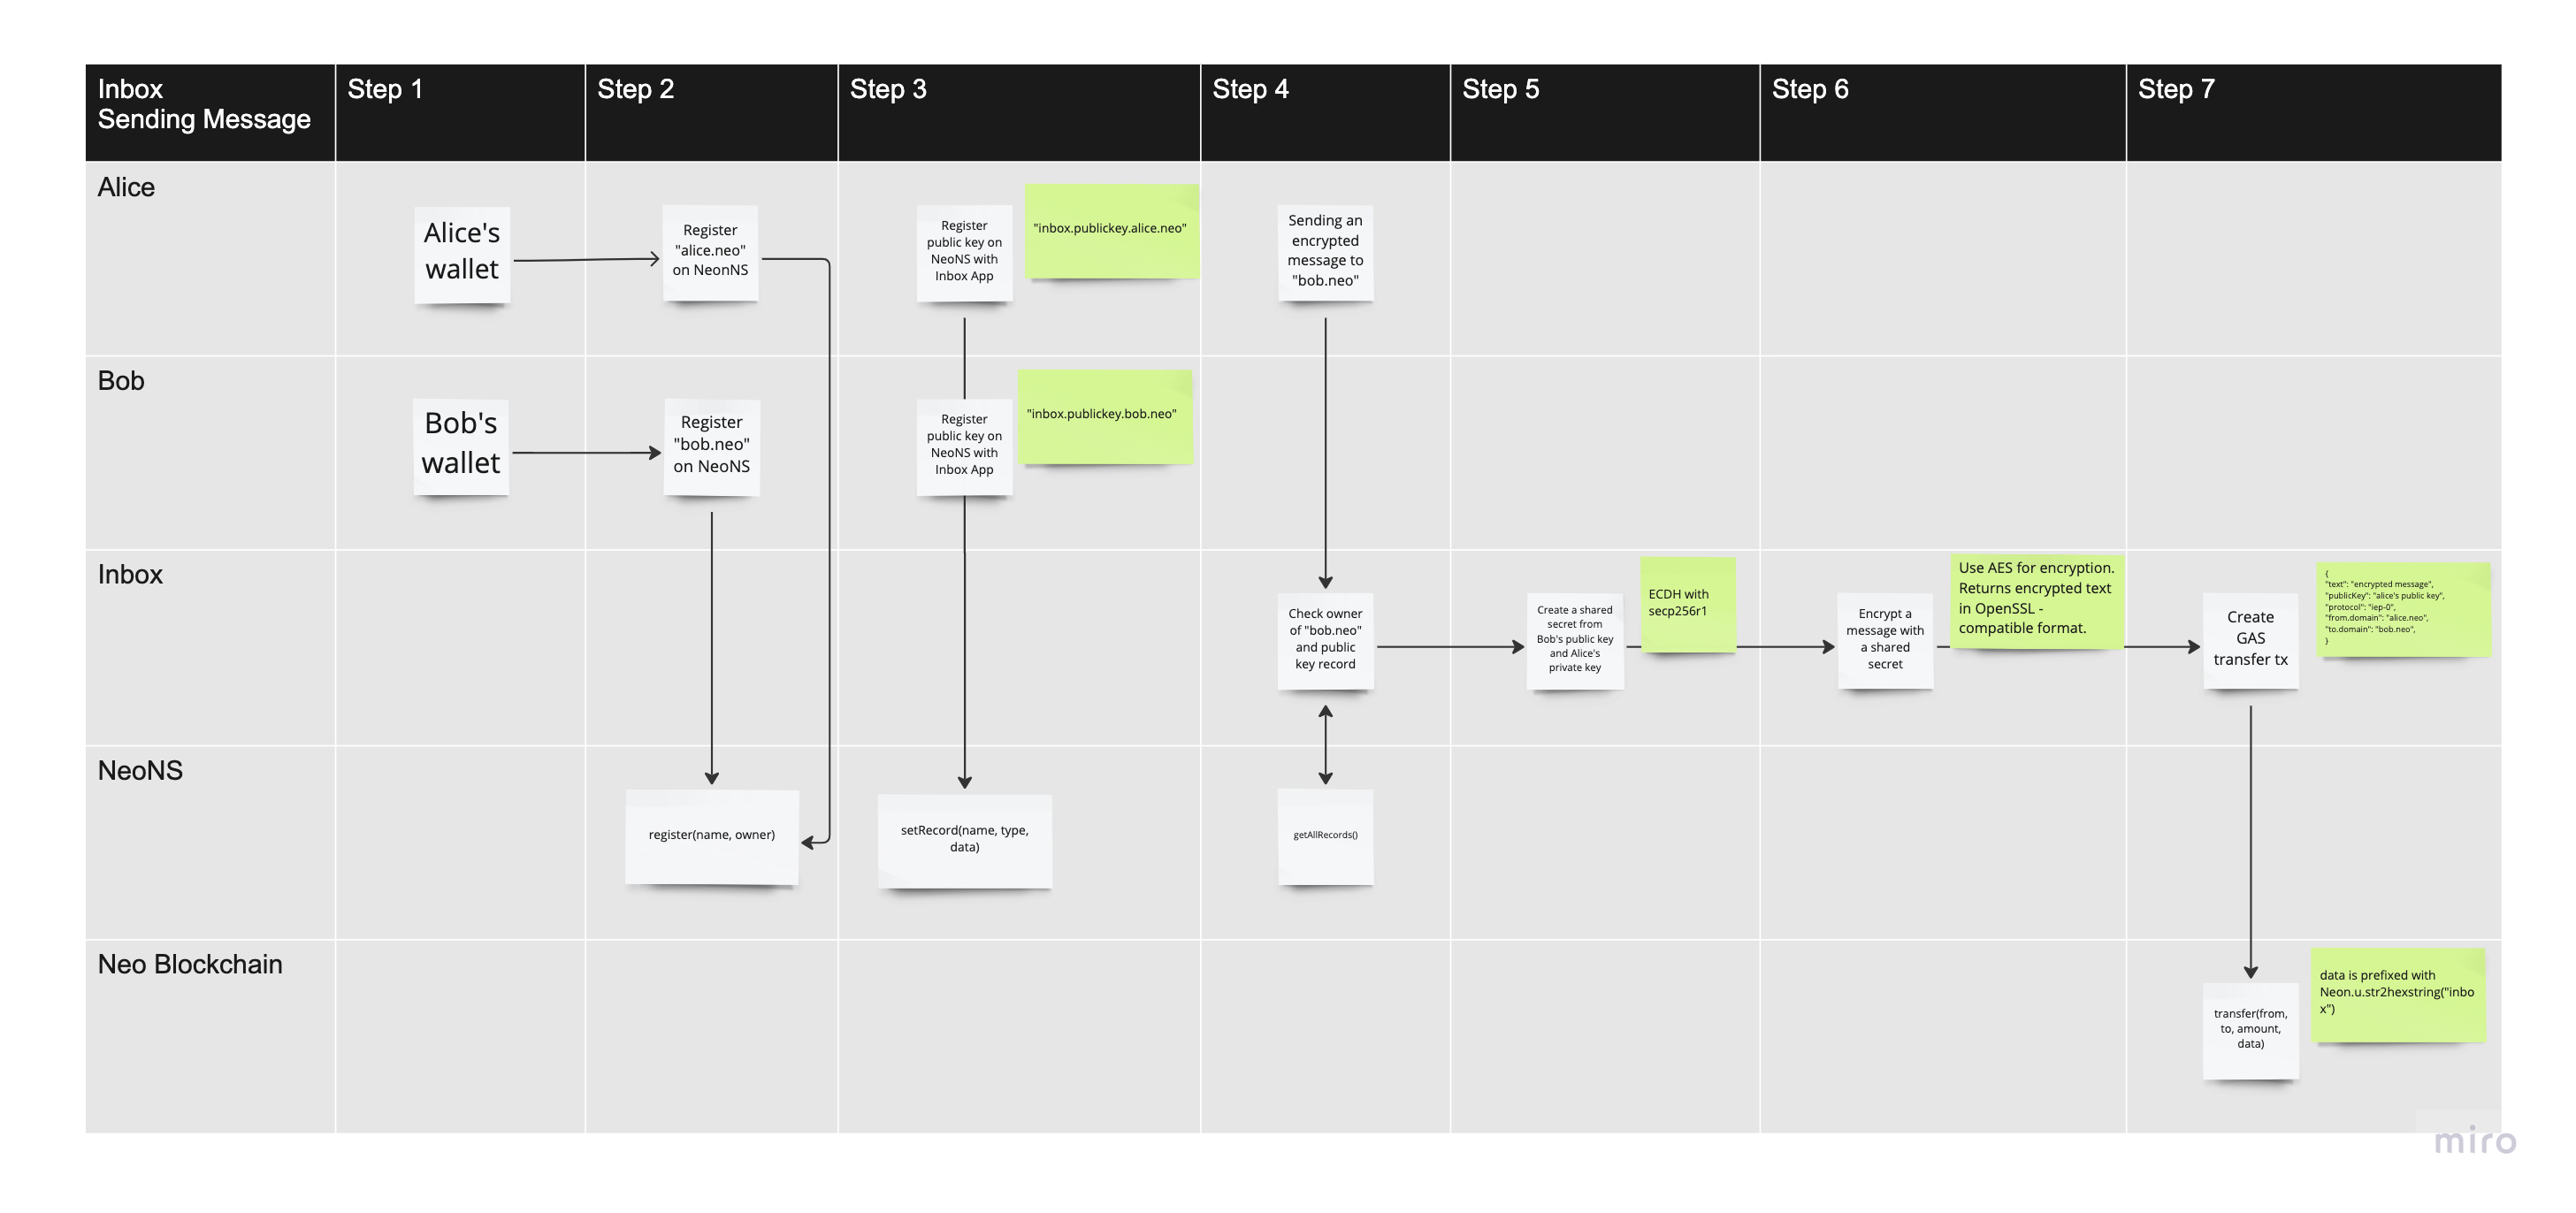 Inbox
Sending Message
Step 1
Step 2
Step 3
Step 4
Step 5
Step 6
Step 7
Alice
Alice's
wallet
Register
"alice.neo"
on NeonNS
Register
public key on
NeoNS with
Inbox App
"inbox.publickey.alice.neo"
Sending an
encrypted
message to
"bob.neo"
Bob
Bob's
wallet
Register
"bob.neo"
on NeoNS
Register
public key on
NeoNS with
Inbox App
"inbox.publickey.bob.neo"
Inbox
Check owner
of "bob.neo"
and public
key record
Create a shared
secret from
Bob's public key
and Alice's
private key
ECDH with
secp256r1
Encrypt a
message with
a shared
secret
Use AES for encryption.
Returns encrypted text
in OpenSSL -
compatible format.
Create
GAS
transfer tx
{
"text": "encrypted message",
"publicKey": "alice's public key",
"protocol": "iep-0",
"from.domain": "alice.neo",
"to.domain": "bob.neo",
}
NeoNS
register(name, owner)
setRecord(name, type,
data)
getAllRecords()
Neo Blockchain
transfer(from,
to, amount,
data)
data is prefixed with
Neon.u.str2hexstring("inbo
x")
miro